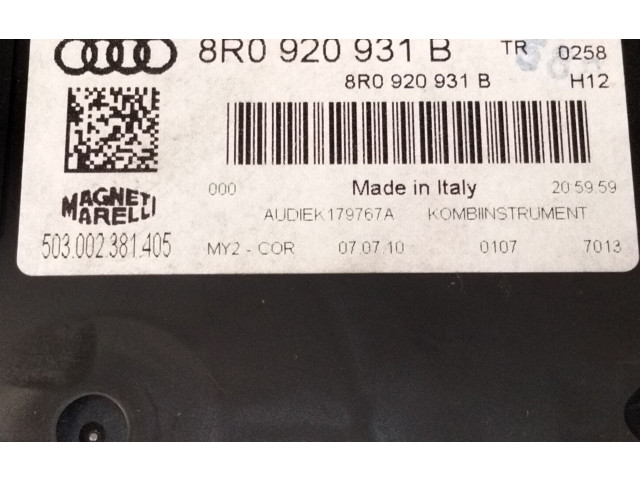 8R0 920 931 B TR 0258
8R0 920 931 B H12
000 Made in Italy 20:59:59
MAGNETI
MARELLI
AUDIEK179767A KOMBIINSTRUMENT
503.002.381.405 MY2 - COR 07.07.10 0107 7013